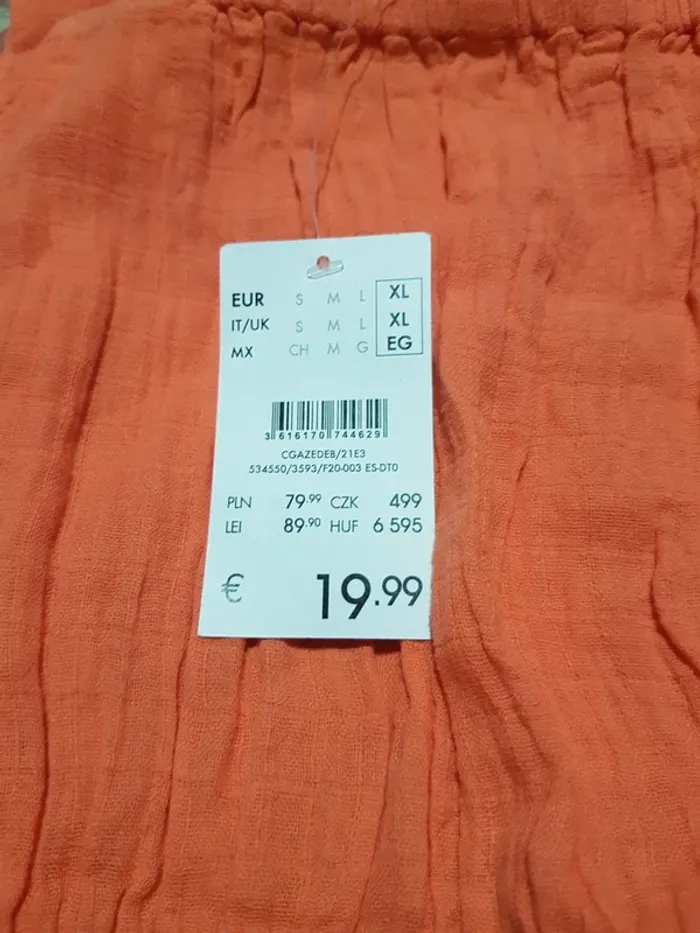 EUR S M L XL
IT/UK S M L XL
MX CH M G EG
3 616170 744629
CGAZEDEB/21E3
534550/3593/F20-003 ES-DT0
PLN 79.99 CZK 499
LEI 89.90 HUF 6 595
€ 19.99